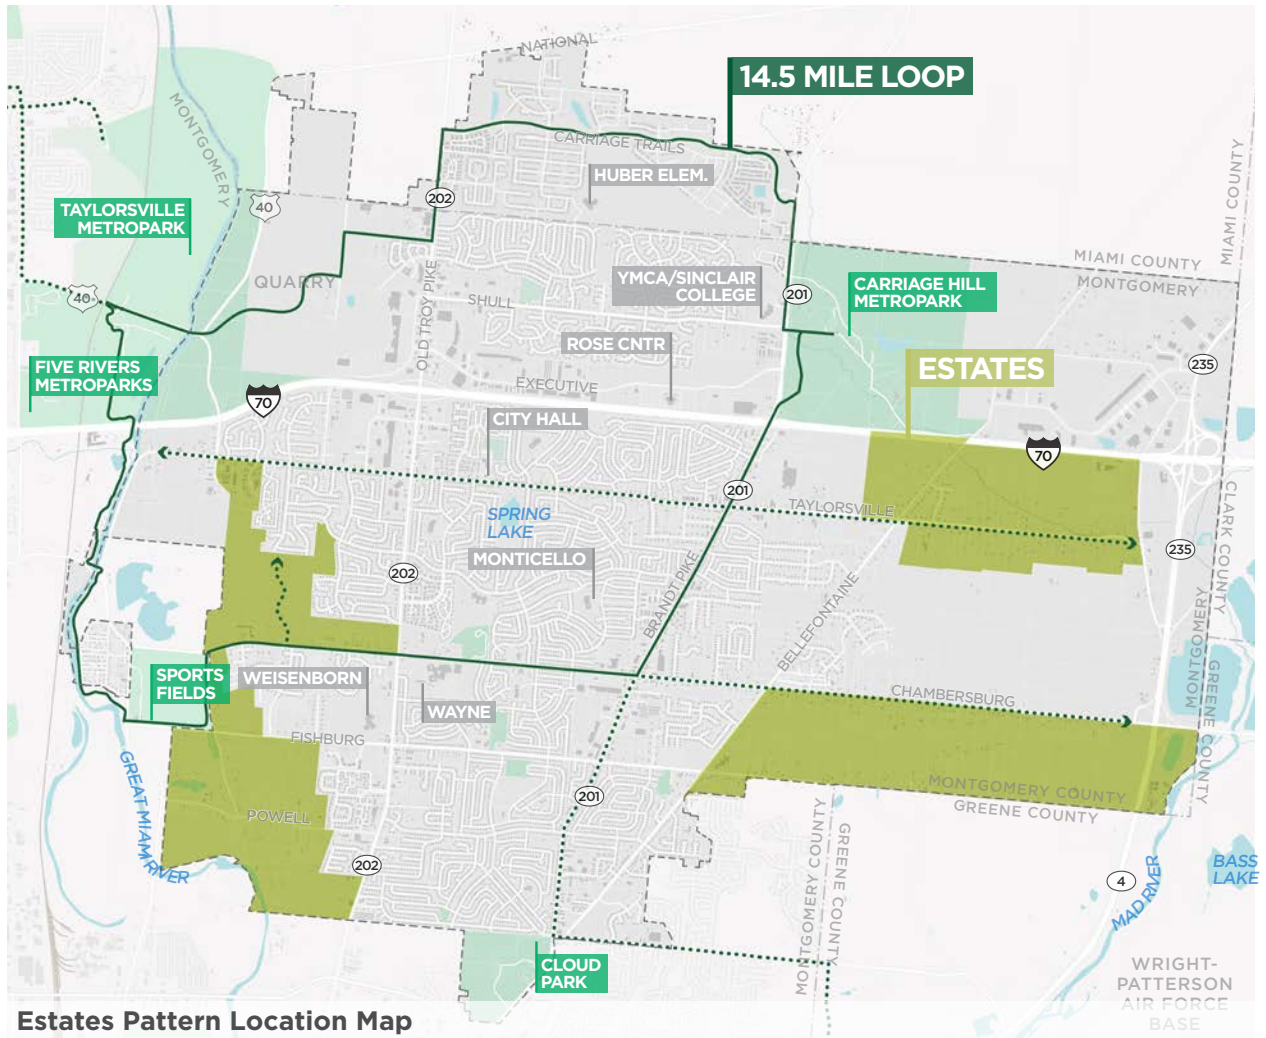 NATIONAL
14.5 MILE LOOP
MONTGOMERY
CARRIAGE TRAILS
MIAMI COUNTY
HUBER ELEM.
202
40
TAYLORSVILLE
METROPARK
MIAMI COUNTY
MONTGOMERY
QUARRY
OLD TROY PIKE
YMCA/SINCLAIR
COLLEGE
201
CARRIAGE HILL
METROPARK
40
SHULL
ROSE CNTR
ESTATES
235
FIVE RIVERS
METROPARKS
EXECUTIVE
70
CITY HALL
70
201
TAYLORSVILLE
SPRING
LAKE
CLARK COUNTY
235
MONTICELLO
202
BRANDT PIKE
BELLEFONTAINE
MONTGOMERY
GREENE COUNTY
SPORTS
FIELDS
WEISENBORN
WAYNE
CHAMBERSBURG
FISHBURG
GREAT MIAMI RIVER
201
MONTGOMERY COUNTY
GREENE COUNTY
POWELL
202
MONTGOMERY COUNTY
GREENE COUNTY
4
MAD RIVER
BASS
LAKE
CLOUD
PARK
WRIGHT-
PATTERSON
AIR FORCE
BASE
Estates Pattern Location Map